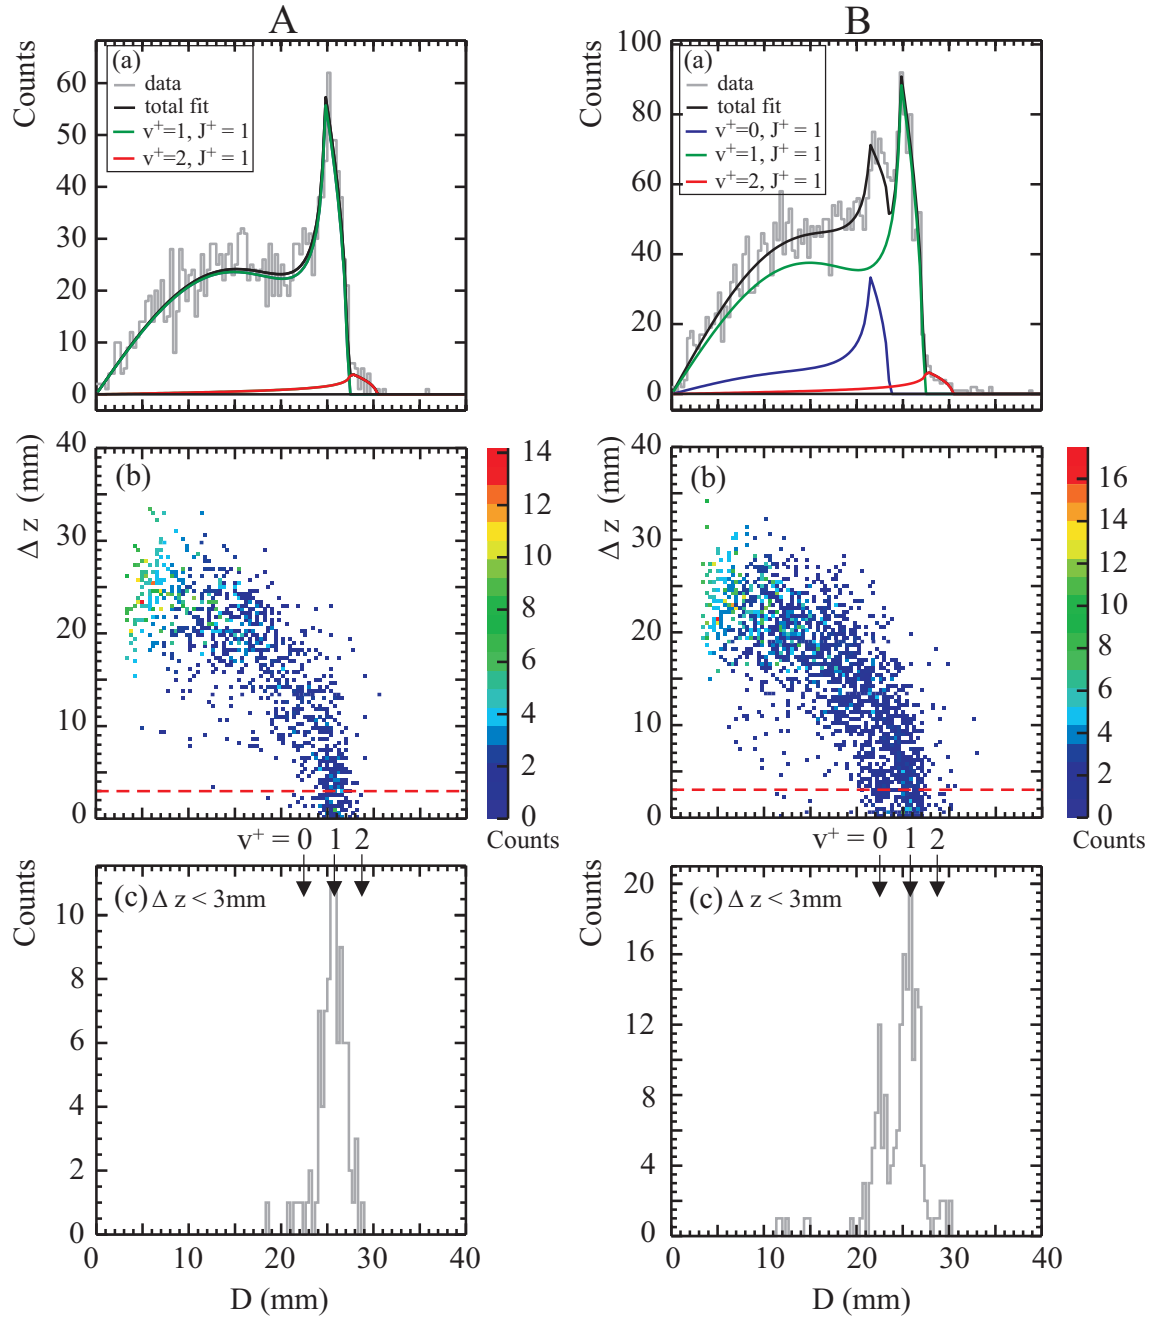 A
(a)
data
total fit
v⁺=1, J⁺ = 1
v⁺=2, J⁺ = 1
Counts
60
50
40
30
20
10
0
B
(a)
data
total fit
v⁺=0, J⁺ = 1
v⁺=1, J⁺ = 1
v⁺=2, J⁺ = 1
Counts
100
80
60
40
20
0
(b)
Δ z (mm)
40
30
20
10
0
14
12
10
8
6
4
2
0
Counts
(b)
Δ z (mm)
40
30
20
10
0
16
14
12
10
8
6
4
2
0
Counts
v⁺ = 0 1 2
(c) Δ z < 3mm
Counts
10
8
6
4
2
0
0 10 20 30 40
D (mm)
v⁺ = 0 1 2
(c) Δ z < 3mm
Counts
20
16
12
8
4
0
0 10 20 30 40
D (mm)